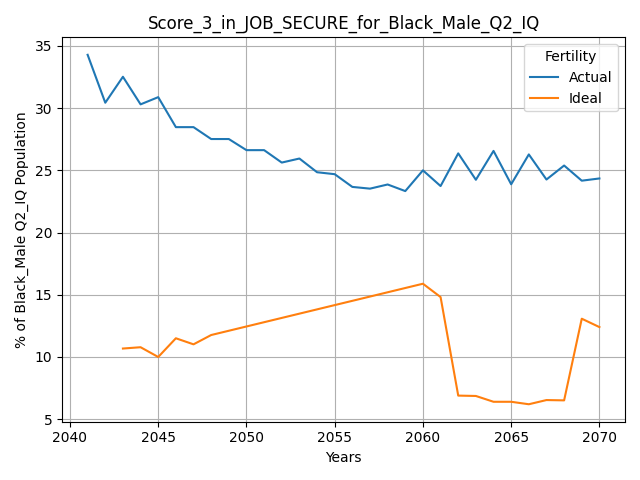 Score_3_in_JOB_SECURE_for_Black_Male_Q2_IQ
Fertility
Actual
Ideal
% of Black_Male Q2_IQ Population
35
30
25
20
15
10
5
2040
2045
2050
2055
2060
2065
2070
Years